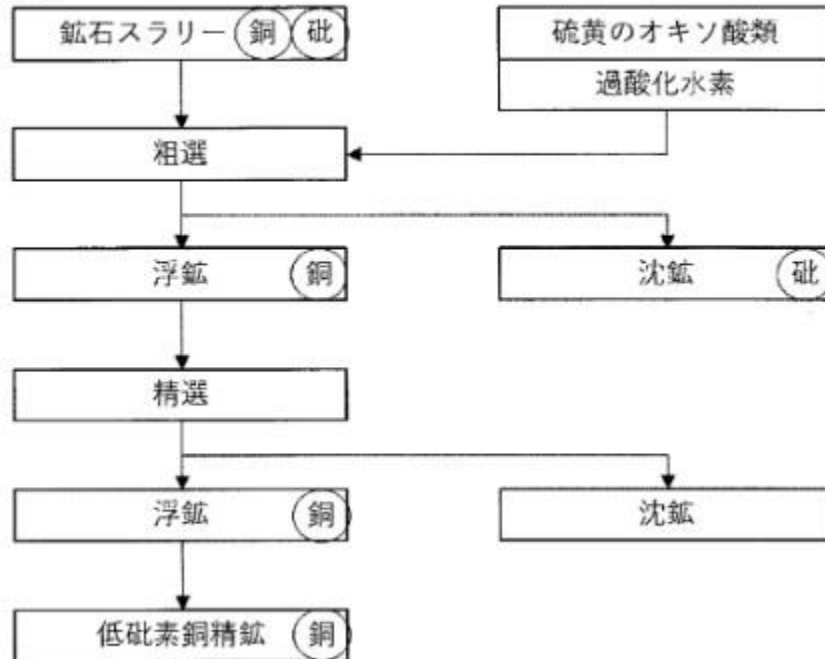 鉱石スラリー 銅 砒
硫黄のオキソ酸類
過酸化水素
粗選
浮鉱 銅
沈鉱 砒
精選
浮鉱 銅
沈鉱
低砒素銅精鉱 銅